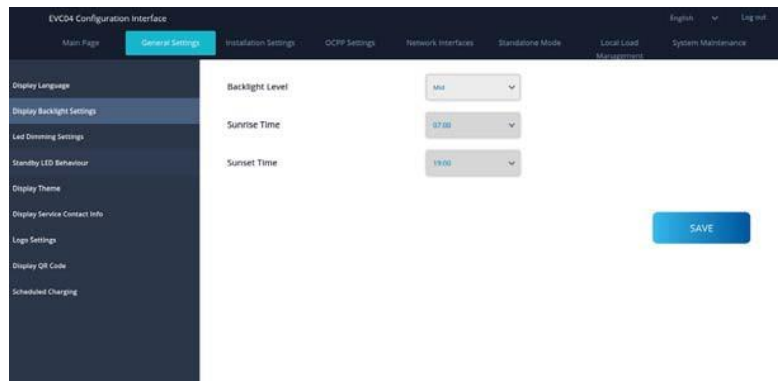 EVC04 Configuration Interface
English
Log out
Main Page
General Settings
Installation Settings
OCPP Settings
Network Interfaces
Standalone Mode
Local Load
Management
System Maintenance
Display Language
Display Backlight Settings
Led Dimming Settings
Standby LED Behaviour
Display Theme
Display Service Contact Info
Logo Settings
Display QR Code
Scheduled Charging
Backlight Level
Mid
Sunrise Time
07:00
Sunset Time
19:00
SAVE